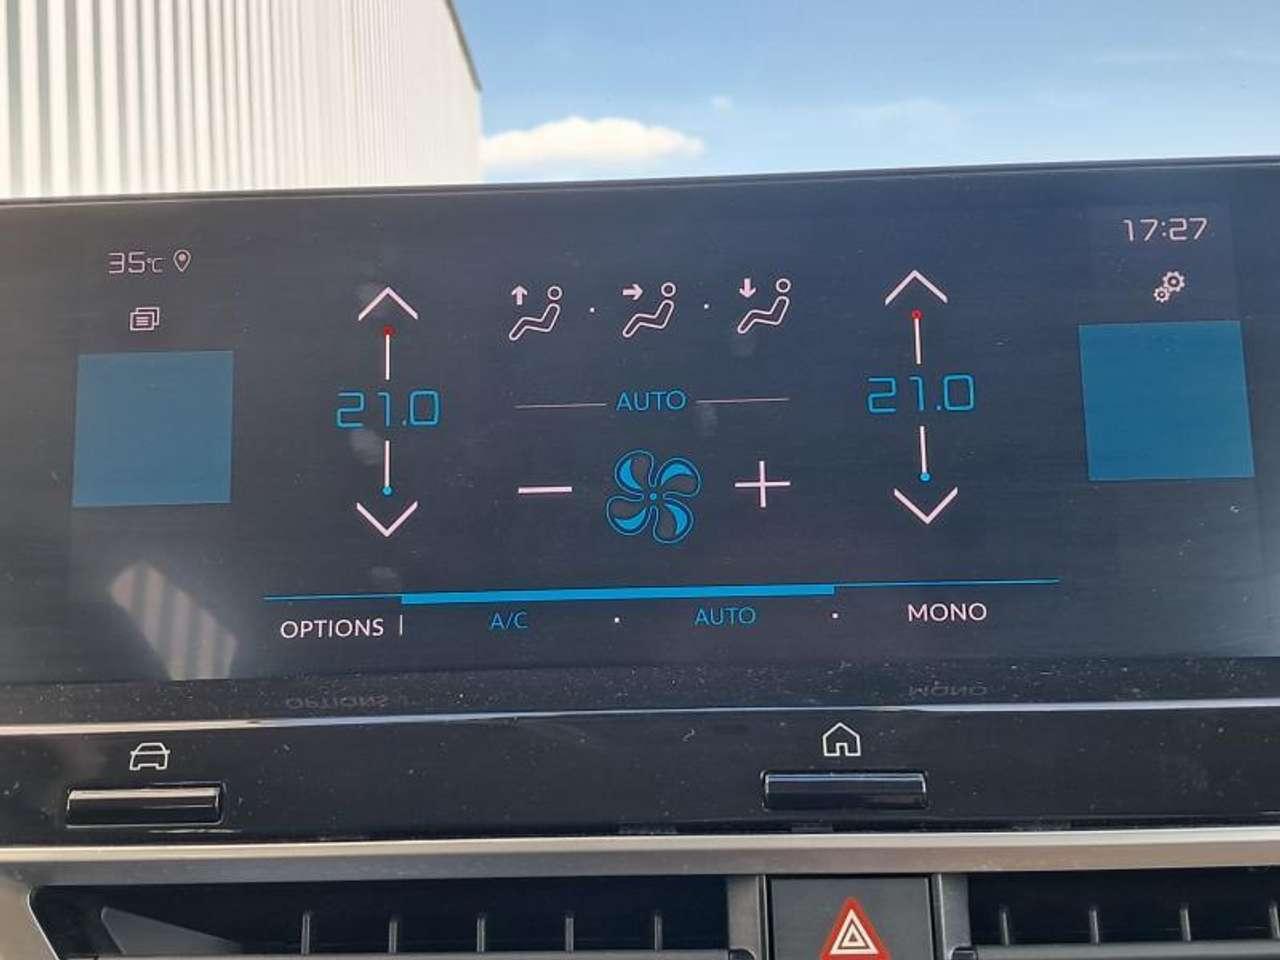 17:27
35°C
21.0
AUTO
21.0
OPTIONS | A/C · AUTO · MONO